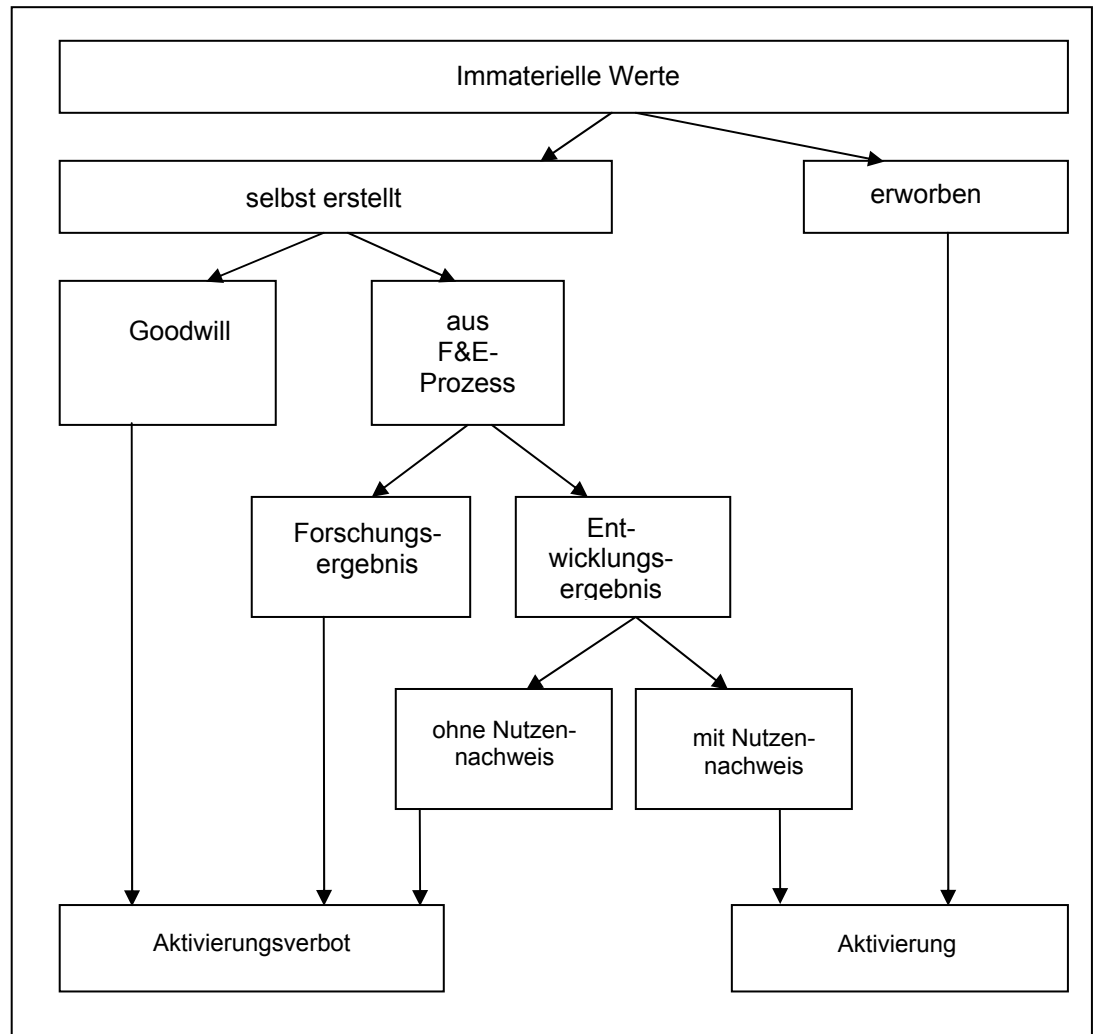 Immaterielle Werte
selbst erstellt
erworben
Goodwill
aus
F&E-
Prozess
Forschungs-
ergebnis
Ent-
wicklungs-
ergebnis
ohne Nutzen-
nachweis
mit Nutzen-
nachweis
Aktivierungsverbot
Aktivierung